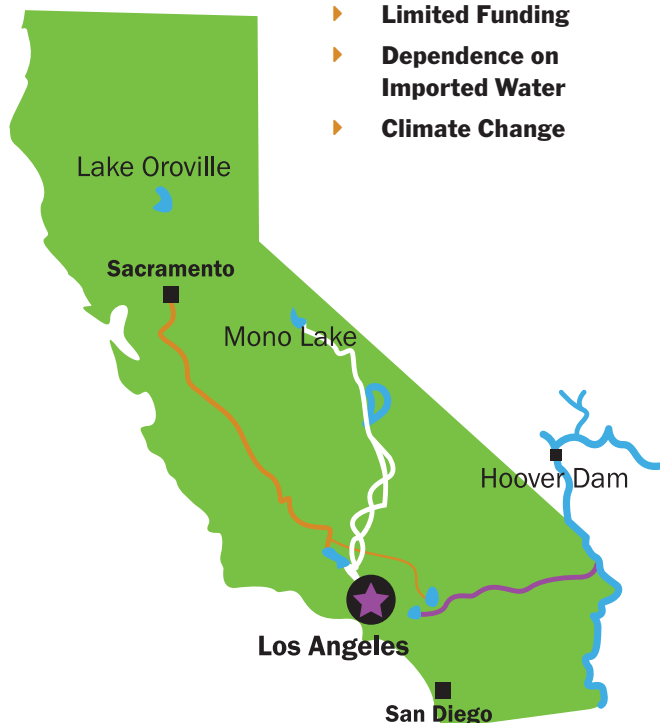 Limited Funding
Dependence on
Imported Water
Climate Change
Lake Oroville
Sacramento
Mono Lake
Hoover Dam
Los Angeles
San Diego